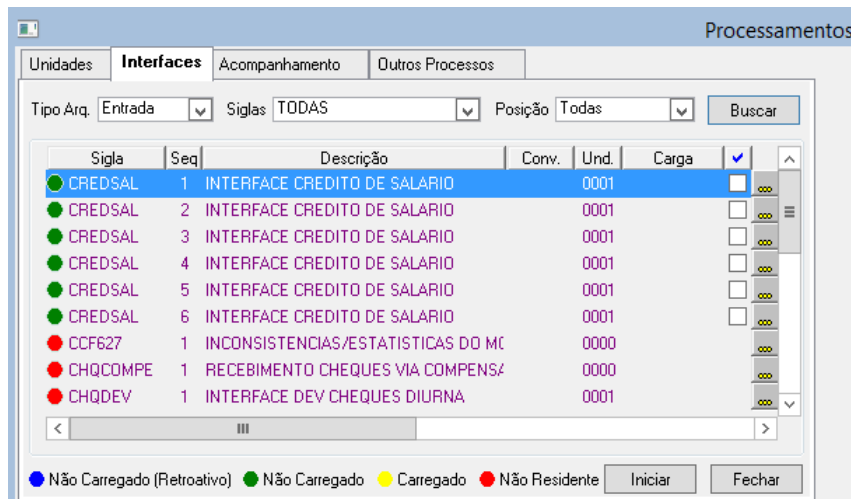 Processamentos
Unidades Interfaces Acompanhamento Outros Processos
Tipo Arq. Entrada Siglas TODAS Posição Todas Buscar
Sigla Seq Descrição Conv. Und. Carga
CREDSAL 1 INTERFACE CREDITO DE SALARIO 0001
CREDSAL 2 INTERFACE CREDITO DE SALARIO 0001
CREDSAL 3 INTERFACE CREDITO DE SALARIO 0001
CREDSAL 4 INTERFACE CREDITO DE SALARIO 0001
CREDSAL 5 INTERFACE CREDITO DE SALARIO 0001
CREDSAL 6 INTERFACE CREDITO DE SALARIO 0001
CCF627 1 INCONSISTENCIAS/ESTATISTICAS DO MC 0000
CHQCOMPE 1 RECEBIMENTO CHEQUES VIA COMPENSA 0000
CHQDEV 1 INTERFACE DEV CHEQUES DIURNA 0001
Não Carregado (Retroativo) Não Carregado Carregado Não Residente Iniciar Fechar